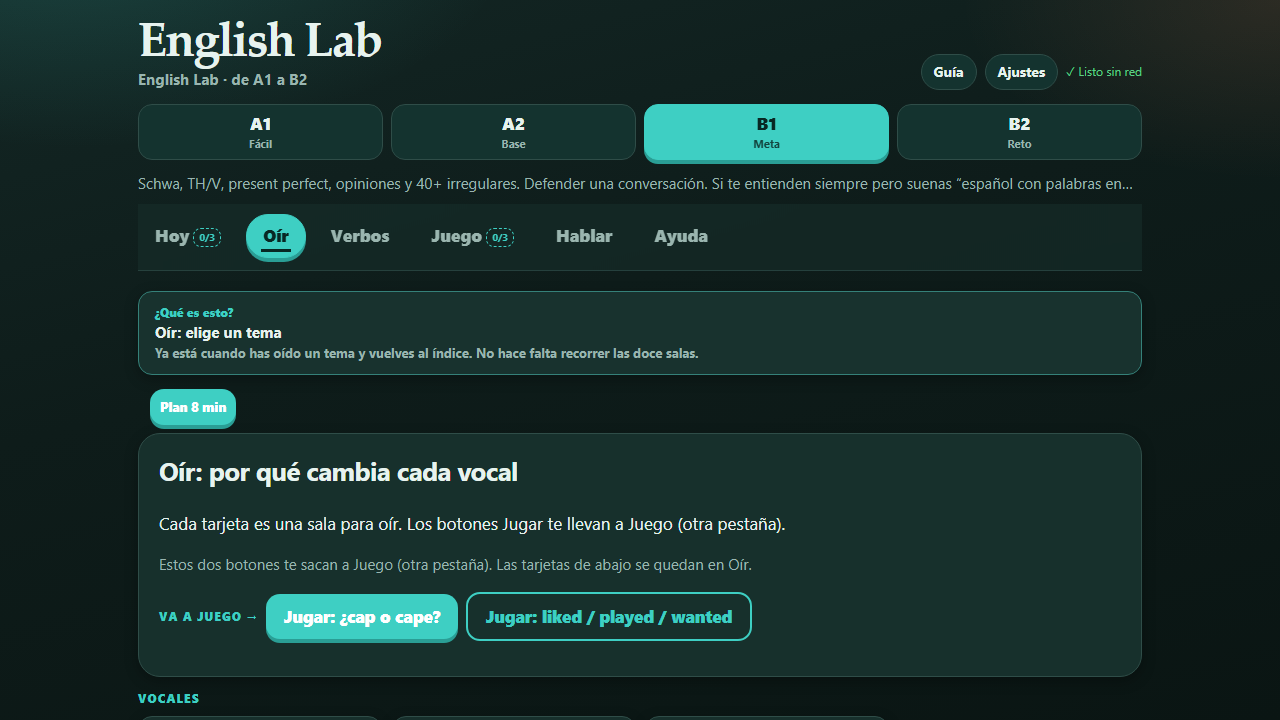 English Lab
English Lab · de A1 a B2
Guía
Ajustes
✓ Listo sin red
A1
Fácil
A2
Base
B1
Meta
B2
Reto
Schwa, TH/V, present perfect, opiniones y 40+ irregulares. Defender una conversación. Si te entienden siempre pero suenas “español con palabras en...
Hoy 0/3
Oír
Verbos
Juego 0/3
Hablar
Ayuda
¿Qué es esto?
Oír: elige un tema
Ya está cuando has oído un tema y vuelves al índice. No hace falta recorrer las doce salas.
Plan 8 min
Oír: por qué cambia cada vocal
Cada tarjeta es una sala para oír. Los botones Jugar te llevan a Juego (otra pestaña).
Estos dos botones te sacan a Juego (otra pestaña). Las tarjetas de abajo se quedan en Oír.
VA A JUEGO →
Jugar: ¿cap o cape?
Jugar: liked / played / wanted
VOCALES